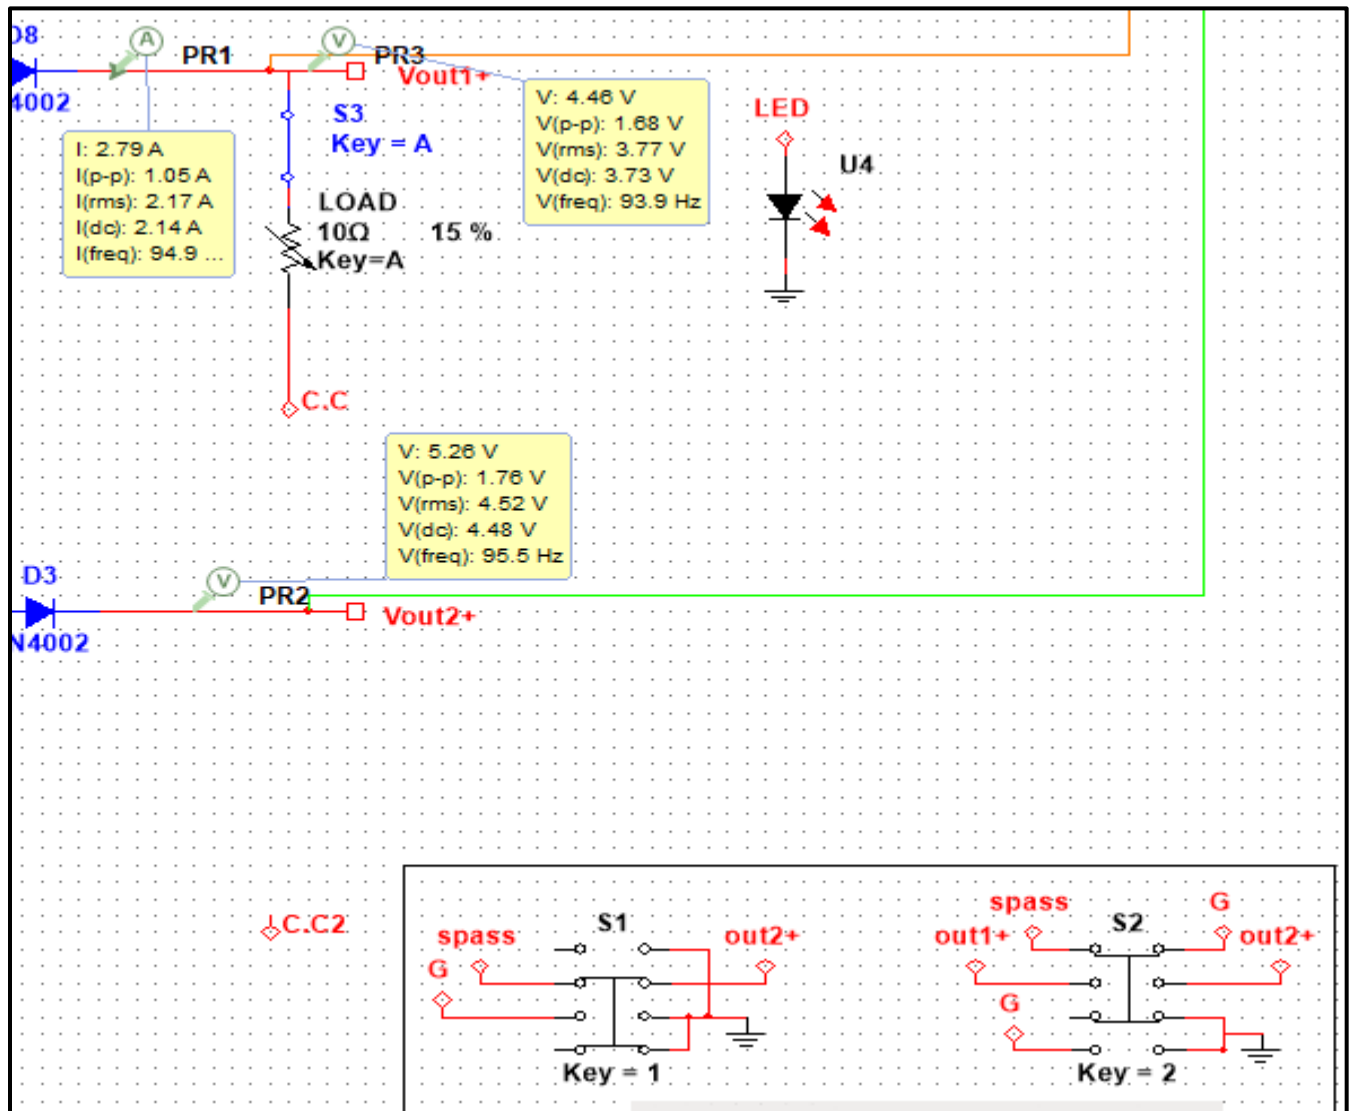 D8
A
PR1
V
PR3
Vout1+
4002
I: 2.79 A
I(p-p): 1.05 A
I(rms): 2.17 A
I(dc): 2.14 A
I(freq): 94.9 ...
S3
Key = A
V: 4.46 V
V(p-p): 1.68 V
V(rms): 3.77 V
V(dc): 3.73 V
V(freq): 93.9 Hz
LED
U4
LOAD
10Ω 15 %
Key=A
C.C
V: 5.26 V
V(p-p): 1.76 V
V(rms): 4.52 V
V(dc): 4.48 V
V(freq): 95.5 Hz
D3
V
PR2
Vout2+
N4002
C.C2
S1
spass
out2+
G
Key = 1
spass
G
S2
out1+
out2+
G
Key = 2